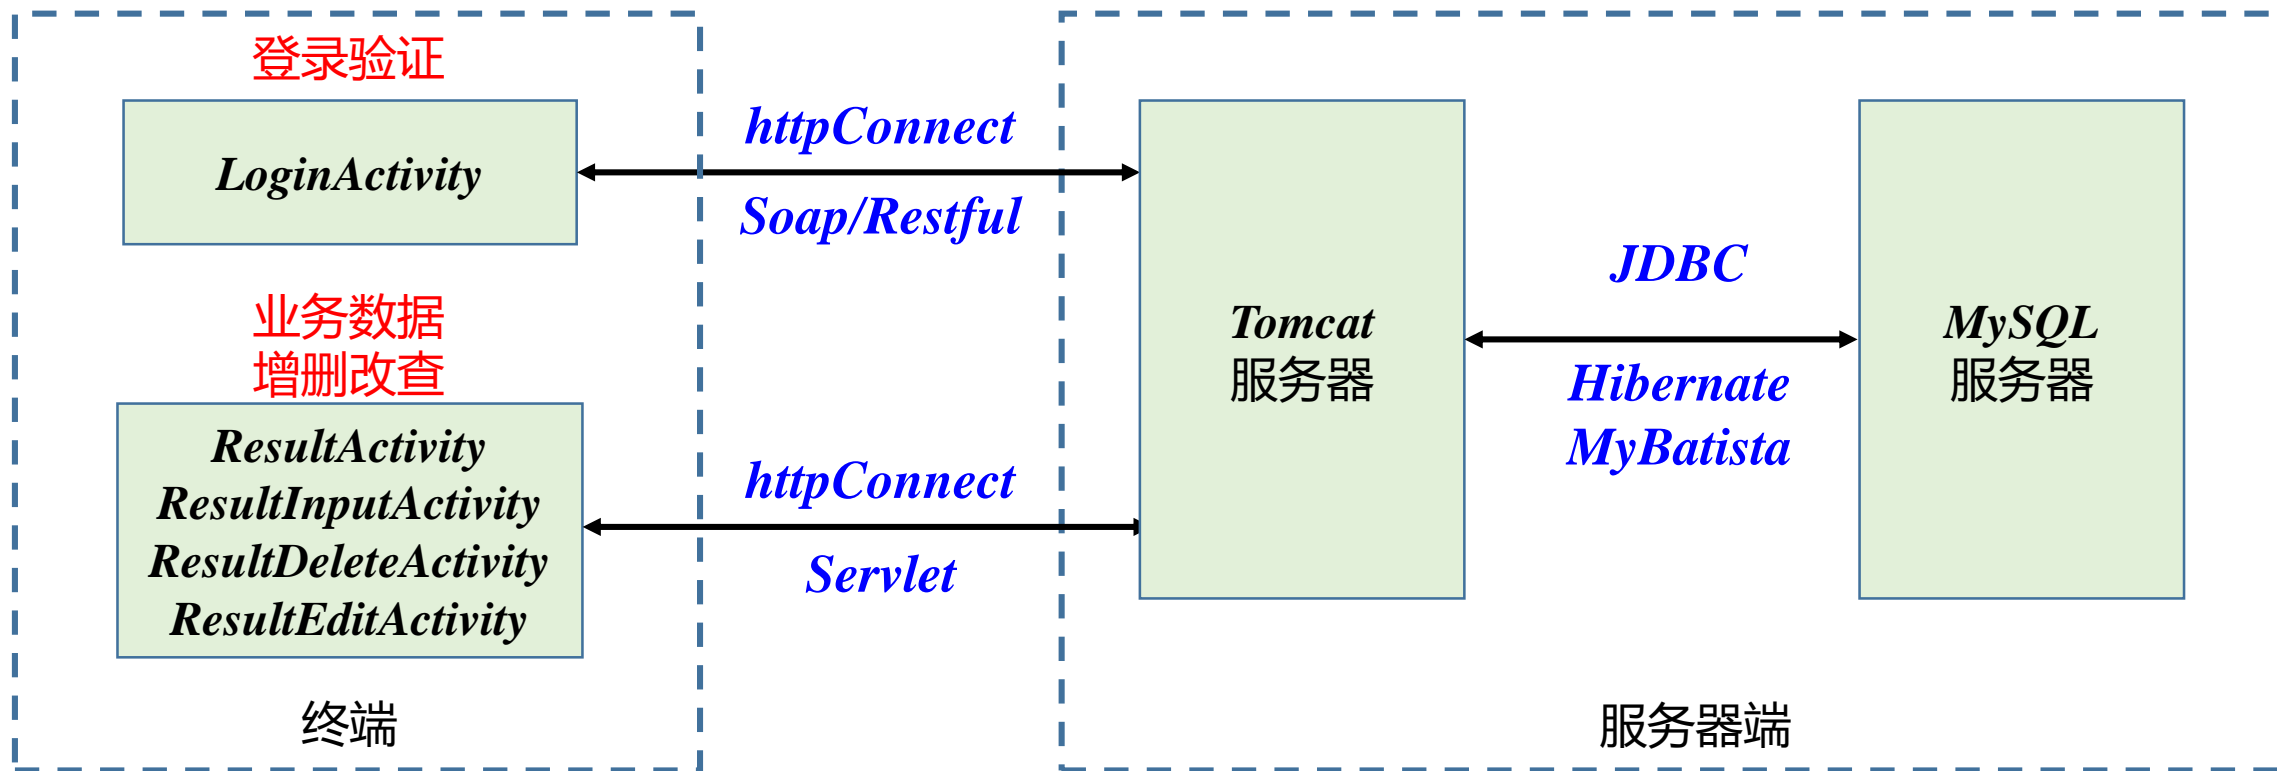 登录验证
LoginActivity
业务数据
增删改查
ResultActivity
ResultInputActivity
ResultDeleteActivity
ResultEditActivity
终端
httpConnect
Soap/Restful
httpConnect
Servlet
Tomcat
服务器
JDBC
Hibernate
MyBatista
MySQL
服务器
服务器端